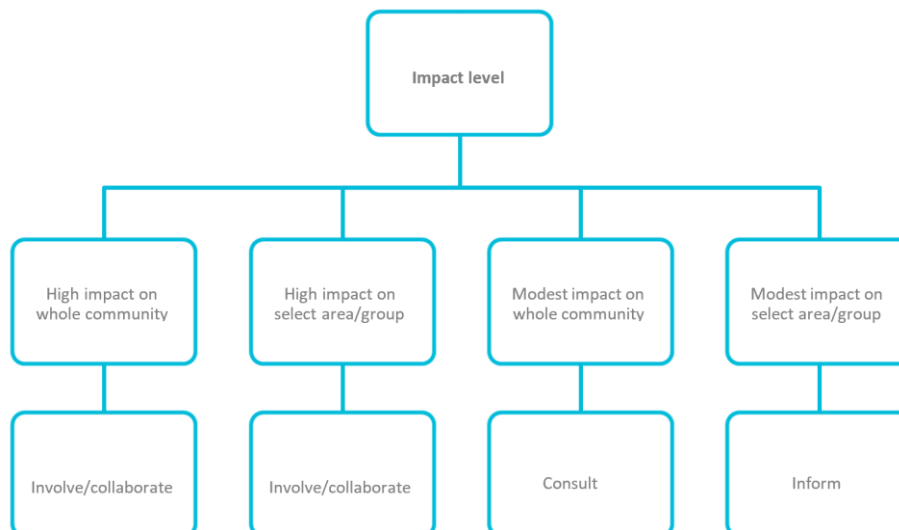 Impact level
High impact on
whole community
High impact on
select area/group
Modest impact on
whole community
Modest impact on
select area/group
Involve/collaborate
Involve/collaborate
Consult
Inform